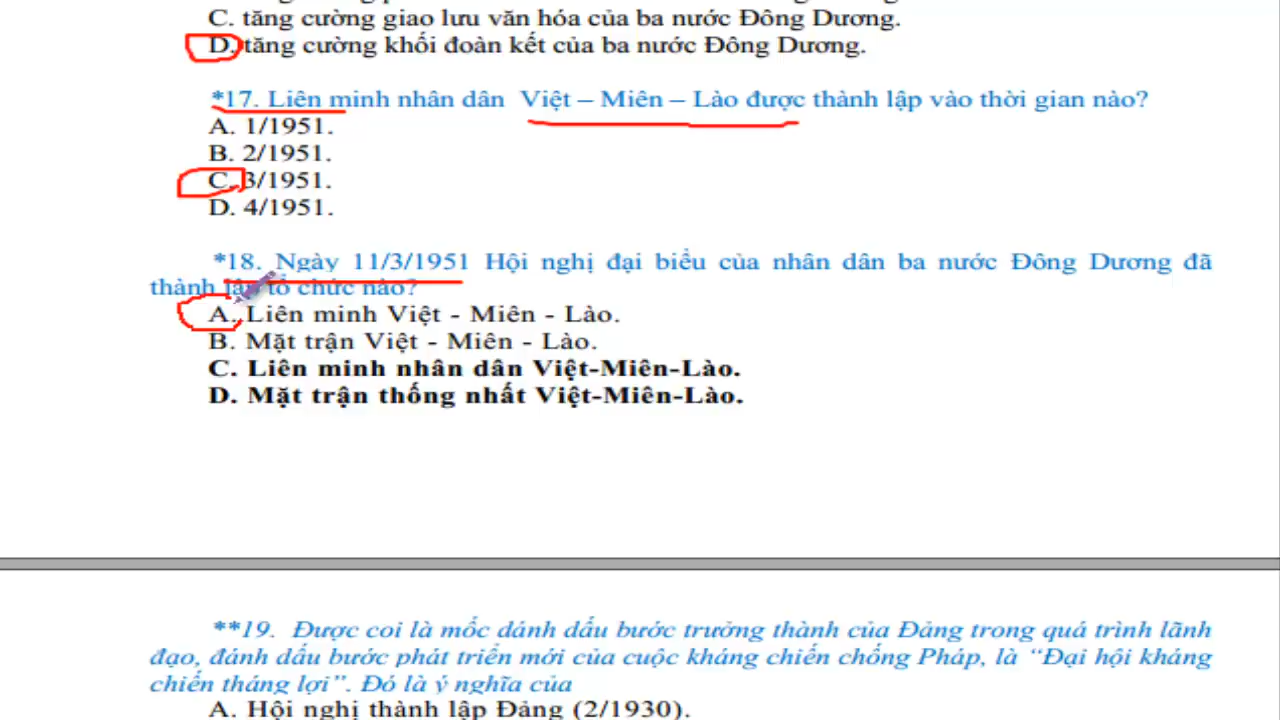 C. tăng cường giao lưu văn hóa của ba nước Đông Dương.
D. tăng cường khối đoàn kết của ba nước Đông Dương.
*17. Liên minh nhân dân Việt – Miên – Lào được thành lập vào thời gian nào?
A. 1/1951.
B. 2/1951.
C. 3/1951.
D. 4/1951.
*18. Ngày 11/3/1951 Hội nghị đại biểu của nhân dân ba nước Đông Dương đã
thành lập tổ chức nào?
A. Liên minh Việt - Miên - Lào.
B. Mặt trận Việt - Miên - Lào.
C. Liên minh nhân dân Việt-Miên-Lào.
D. Mặt trận thống nhất Việt-Miên-Lào.
**19. Được coi là mốc dánh dấu bước trưởng thành của Đảng trong quá trình lãnh
đạo, đánh dấu bước phát triển mới của cuộc kháng chiến chống Pháp, là “Đại hội kháng
chiến tháng lợi”. Đó là ý nghĩa của
A. Hội nghị thành lập Đảng (2/1930).